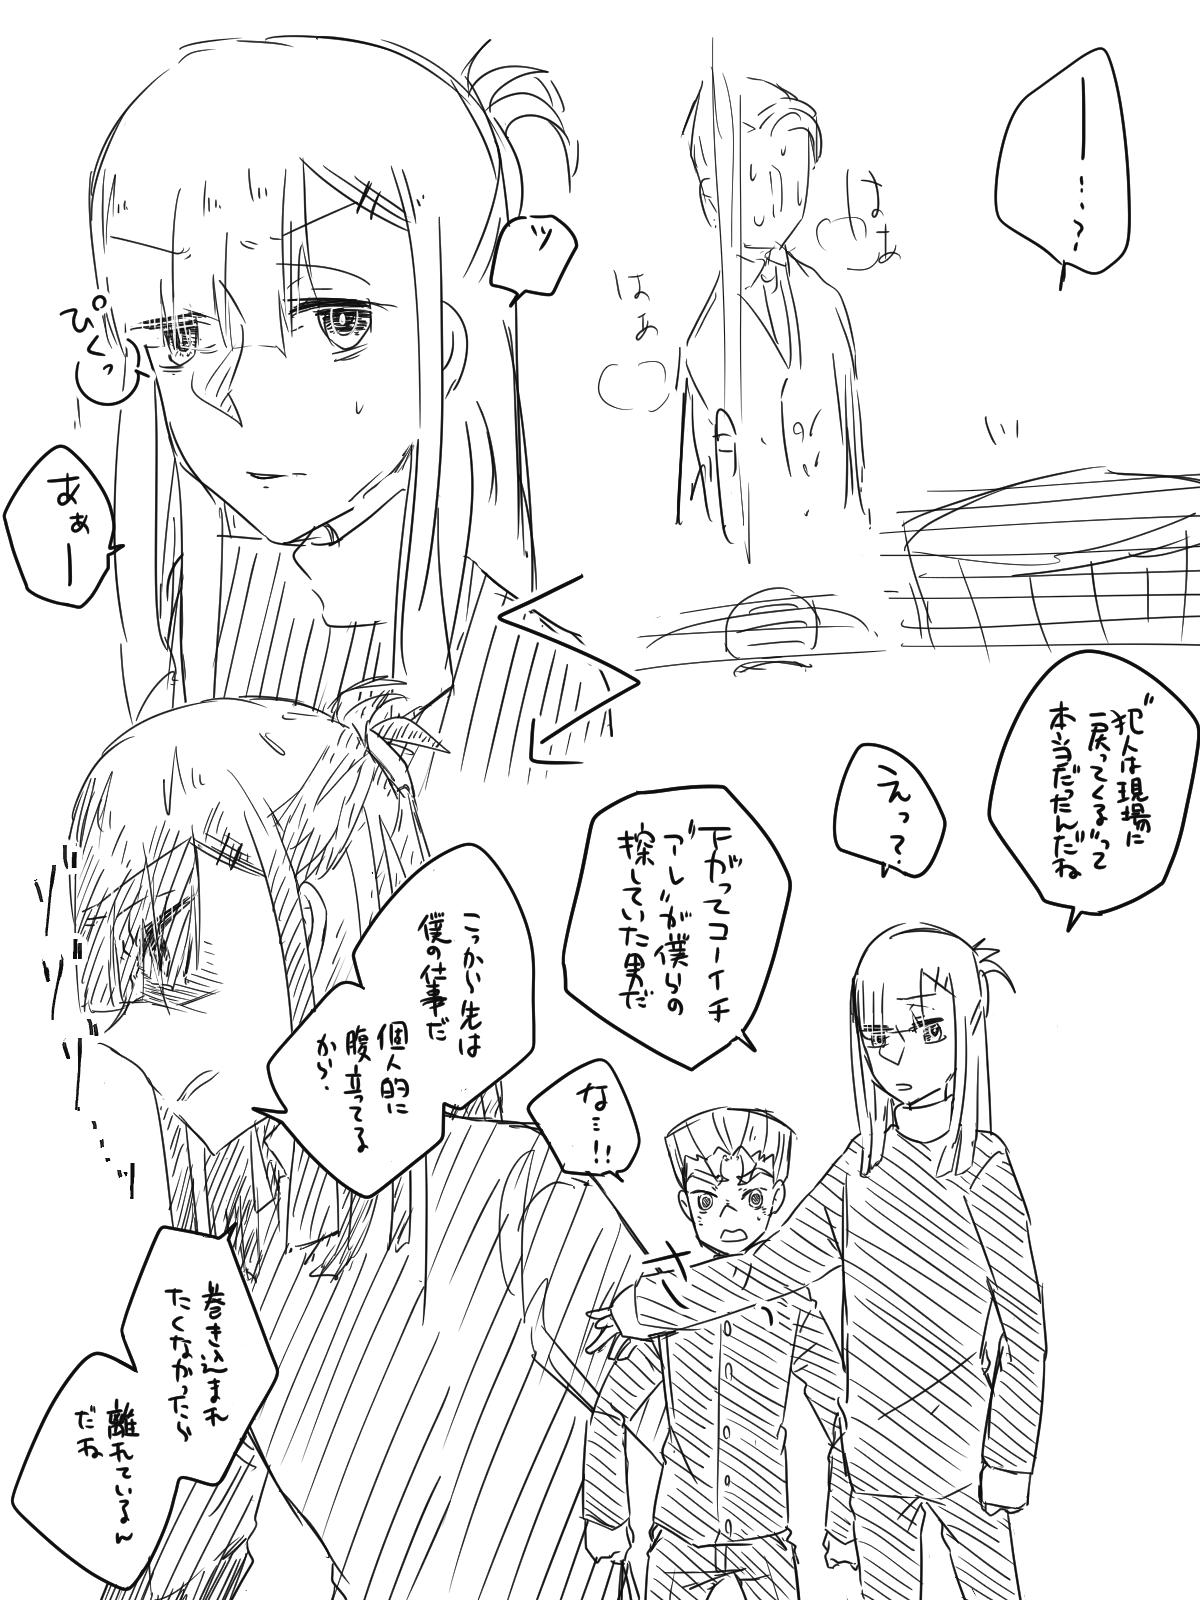 ー…?
はぁ
はぁ
ッ
ぴくっ
あぁー
"犯人は現場に
戻ってくる"って
本当だったんだね
えっ?
下がってコーイチ
"アレ"が僕らの
探していた男だ
な…!!
こっから先は
僕の仕事だ
個人的に
腹立ってる
から.
巻き込まれ
たくなかったら
離れているん
だね